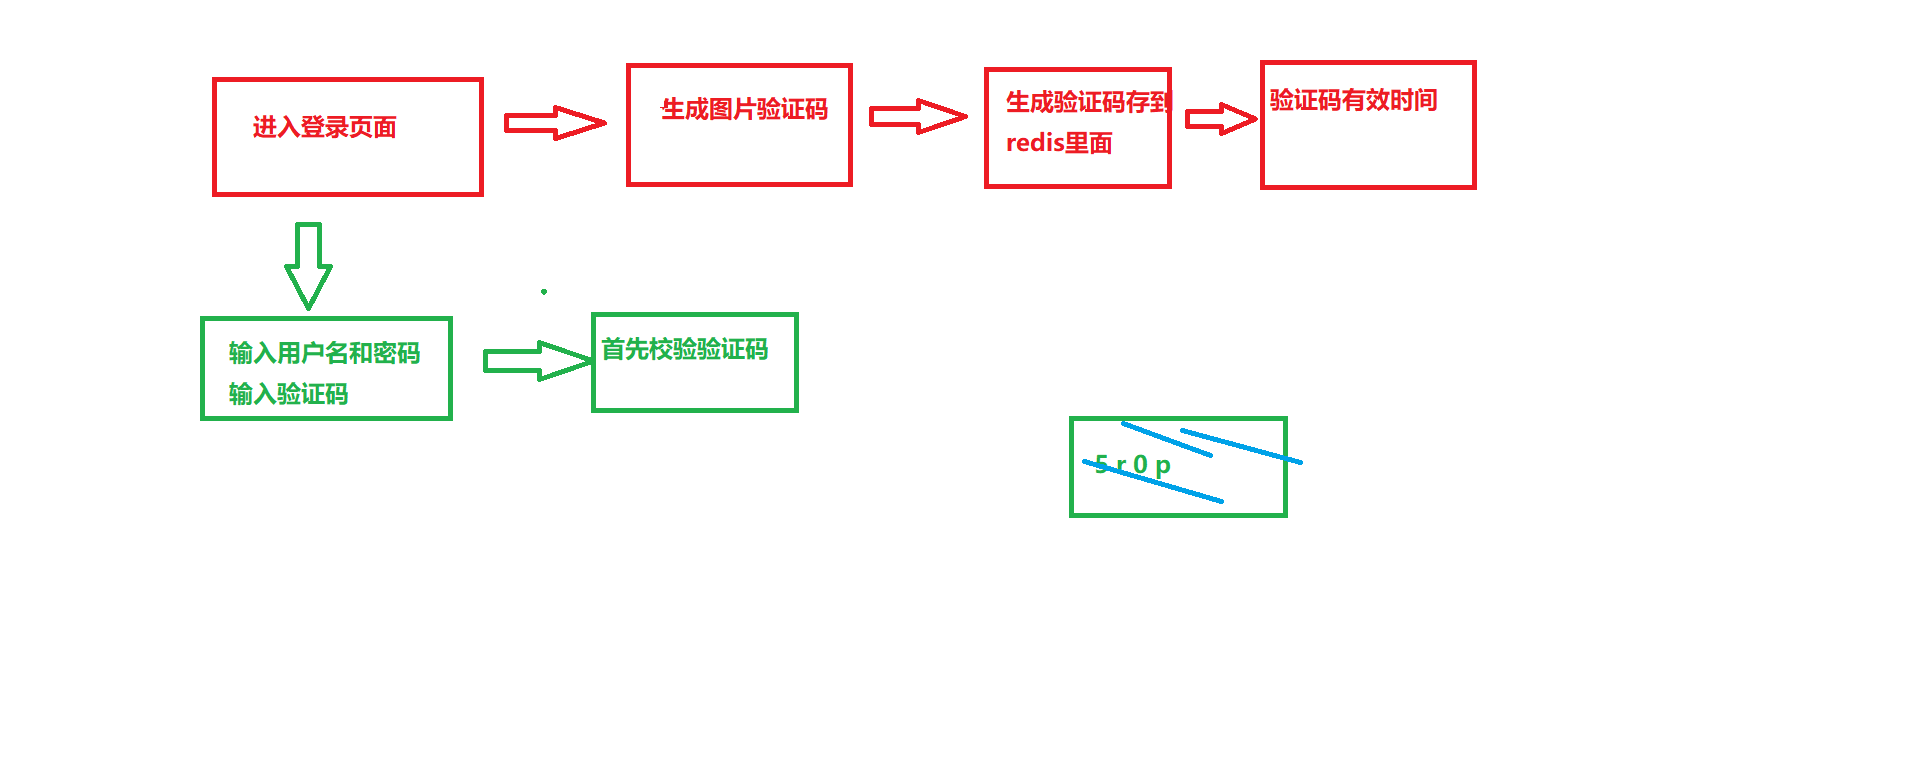 进入登录页面
生成图片验证码
生成验证码存到
redis里面
验证码有效时间
输入用户名和密码
输入验证码
首先校验验证码
5 r 0 p